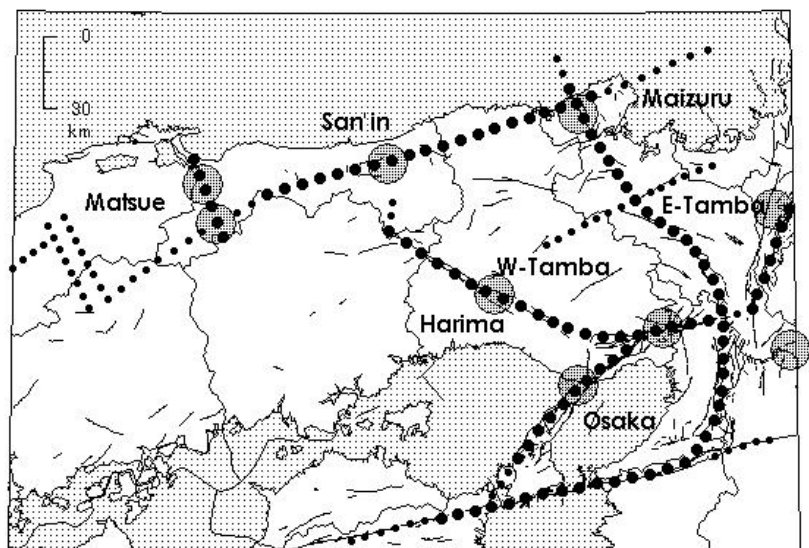 0
30
km
San'in
Maizuru
Matsue
E-Tamba
W-Tamba
Harima
Osaka